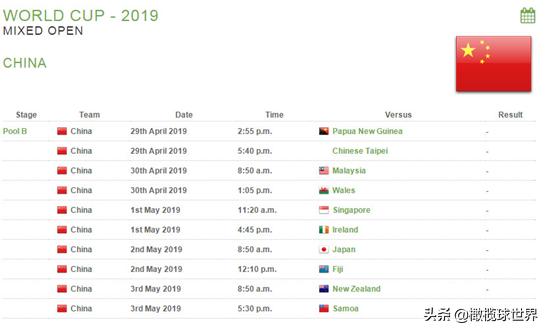 WORLD CUP - 2019
MIXED OPEN
CHINA
Stage Team Date Time Versus Result
Pool B China 29th April 2019 2:55 p.m. Papua New Guinea -
China 29th April 2019 5:40 p.m. Chinese Taipei -
China 30th April 2019 8:50 a.m. Malaysia -
China 30th April 2019 1:05 p.m. Wales -
China 1st May 2019 11:20 a.m. Singapore -
China 1st May 2019 4:45 p.m. Ireland -
China 2nd May 2019 8:50 a.m. Japan -
China 2nd May 2019 12:10 p.m. Fiji -
China 3rd May 2019 8:50 a.m. New Zealand -
China 3rd May 2019 5:30 p.m. Samoa -
头条 @橄榄球世界